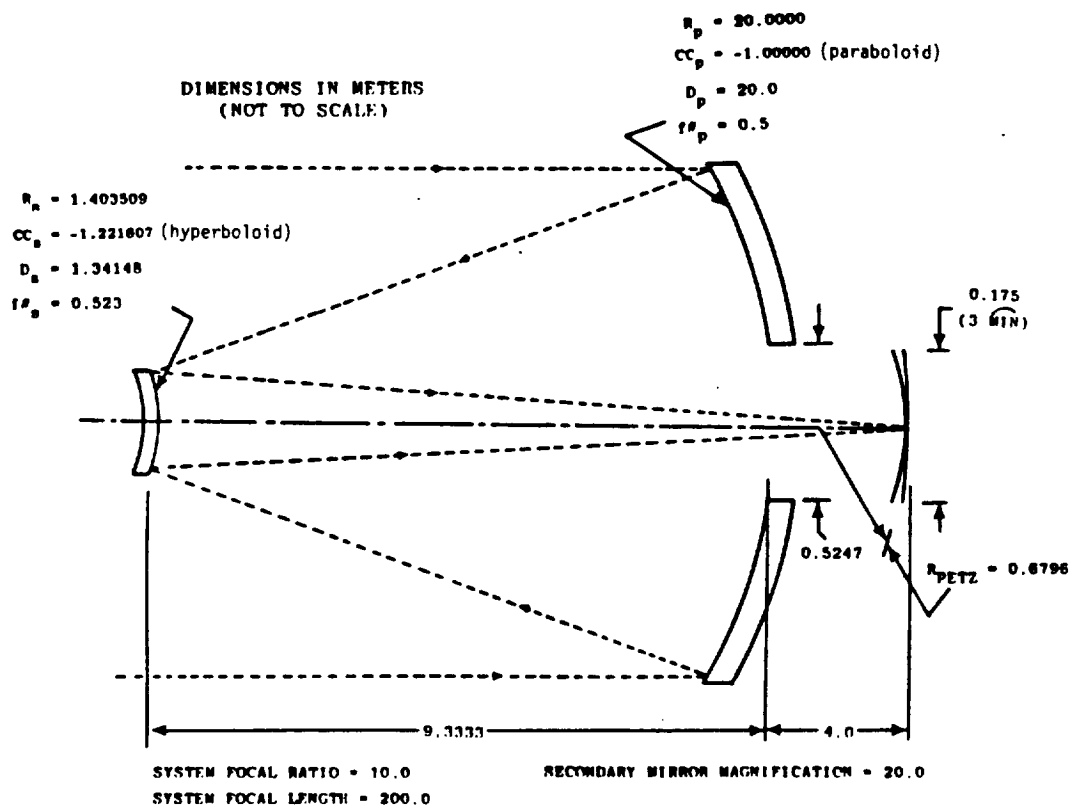 R_p = 20.0000
CC_p = -1.00000 (paraboloid)
D_p = 20.0
f#_p = 0.5
DIMENSIONS IN METERS
(NOT TO SCALE)
R_s = 1.403509
CC_s = -1.221607 (hyperboloid)
D_s = 1.34148
f#_s = 0.523
0.175
(3 MIN)
0.5247
R_PETZ = 0.6796
9.3333
4.0
SYSTEM FOCAL RATIO = 10.0
SECONDARY MIRROR MAGNIFICATION = 20.0
SYSTEM FOCAL LENGTH = 200.0